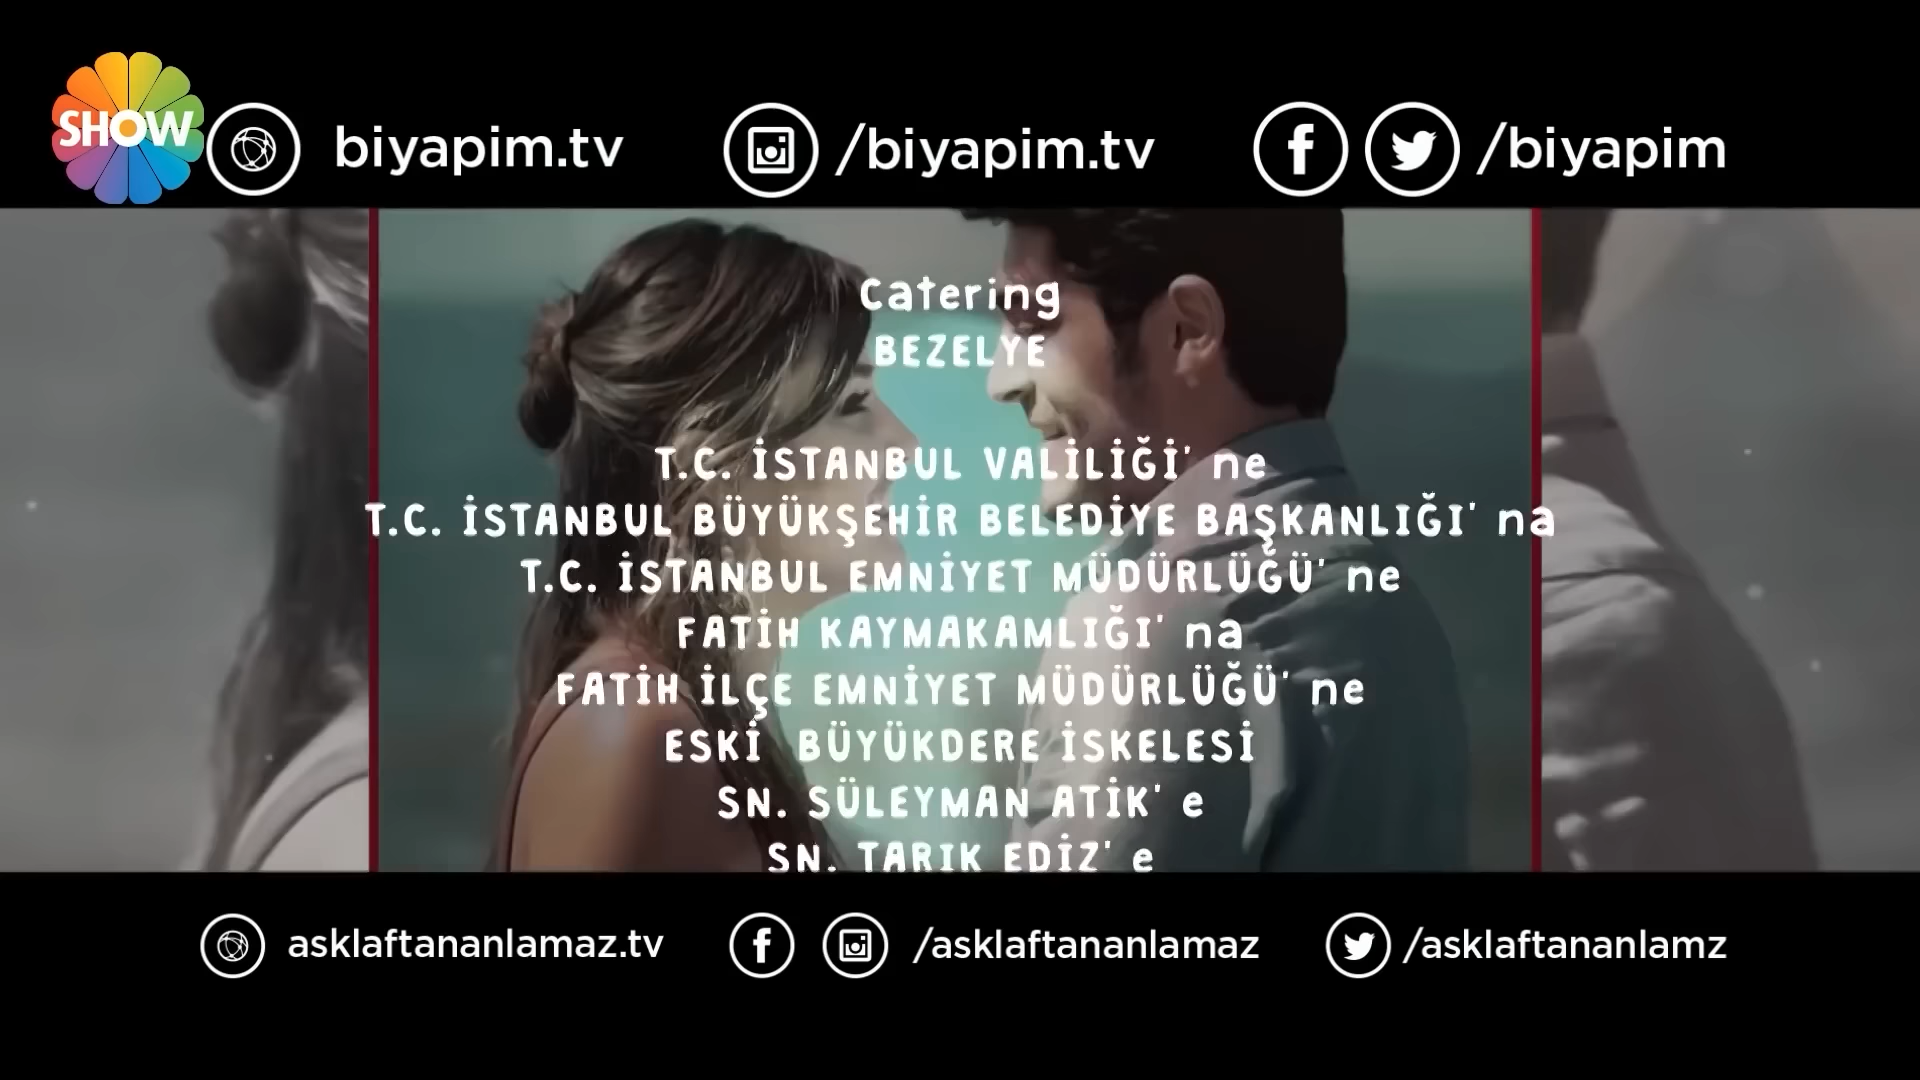 SHOW
biyapim.tv
/biyapim.tv
/biyapim
Catering
BEZELYE
T.C. İSTANBUL VALİLİĞİ' ne
T.C. İSTANBUL BÜYÜKŞEHİR BELEDİYE BAŞKANLIĞI' na
T.C. İSTANBUL EMNİYET MÜDÜRLÜĞÜ' ne
FATİH KAYMAKAMLIĞI' na
FATİH İLÇE EMNİYET MÜDÜRLÜĞÜ' ne
ESKİ BÜYÜKDERE İSKELESİ
SN. SÜLEYMAN ATİK' e
SN. TARIK EDİZ' e
asklaftananlamaz.tv
/asklaftananlamaz
/asklaftananlamz